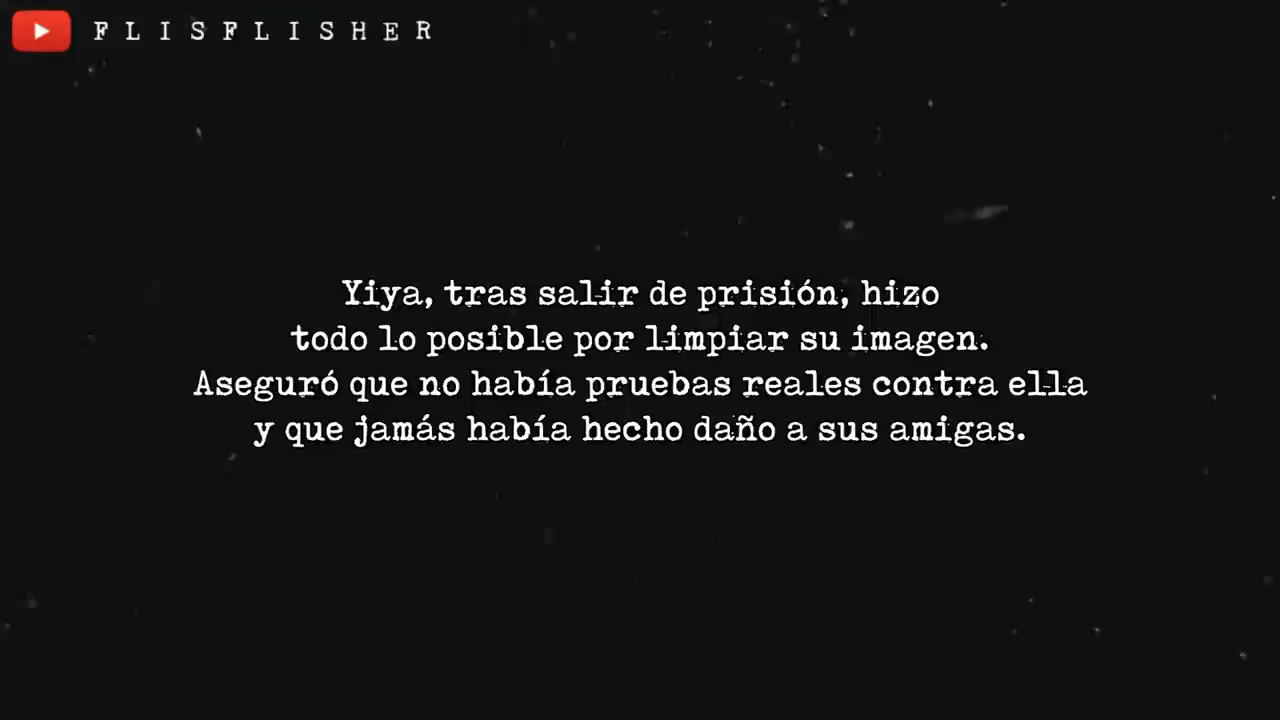 FLISFLISHER
Yiya, tras salir de prisión, hizo
todo lo posible por limpiar su imagen.
Aseguró que no había pruebas reales contra ella
y que jamás había hecho daño a sus amigas.